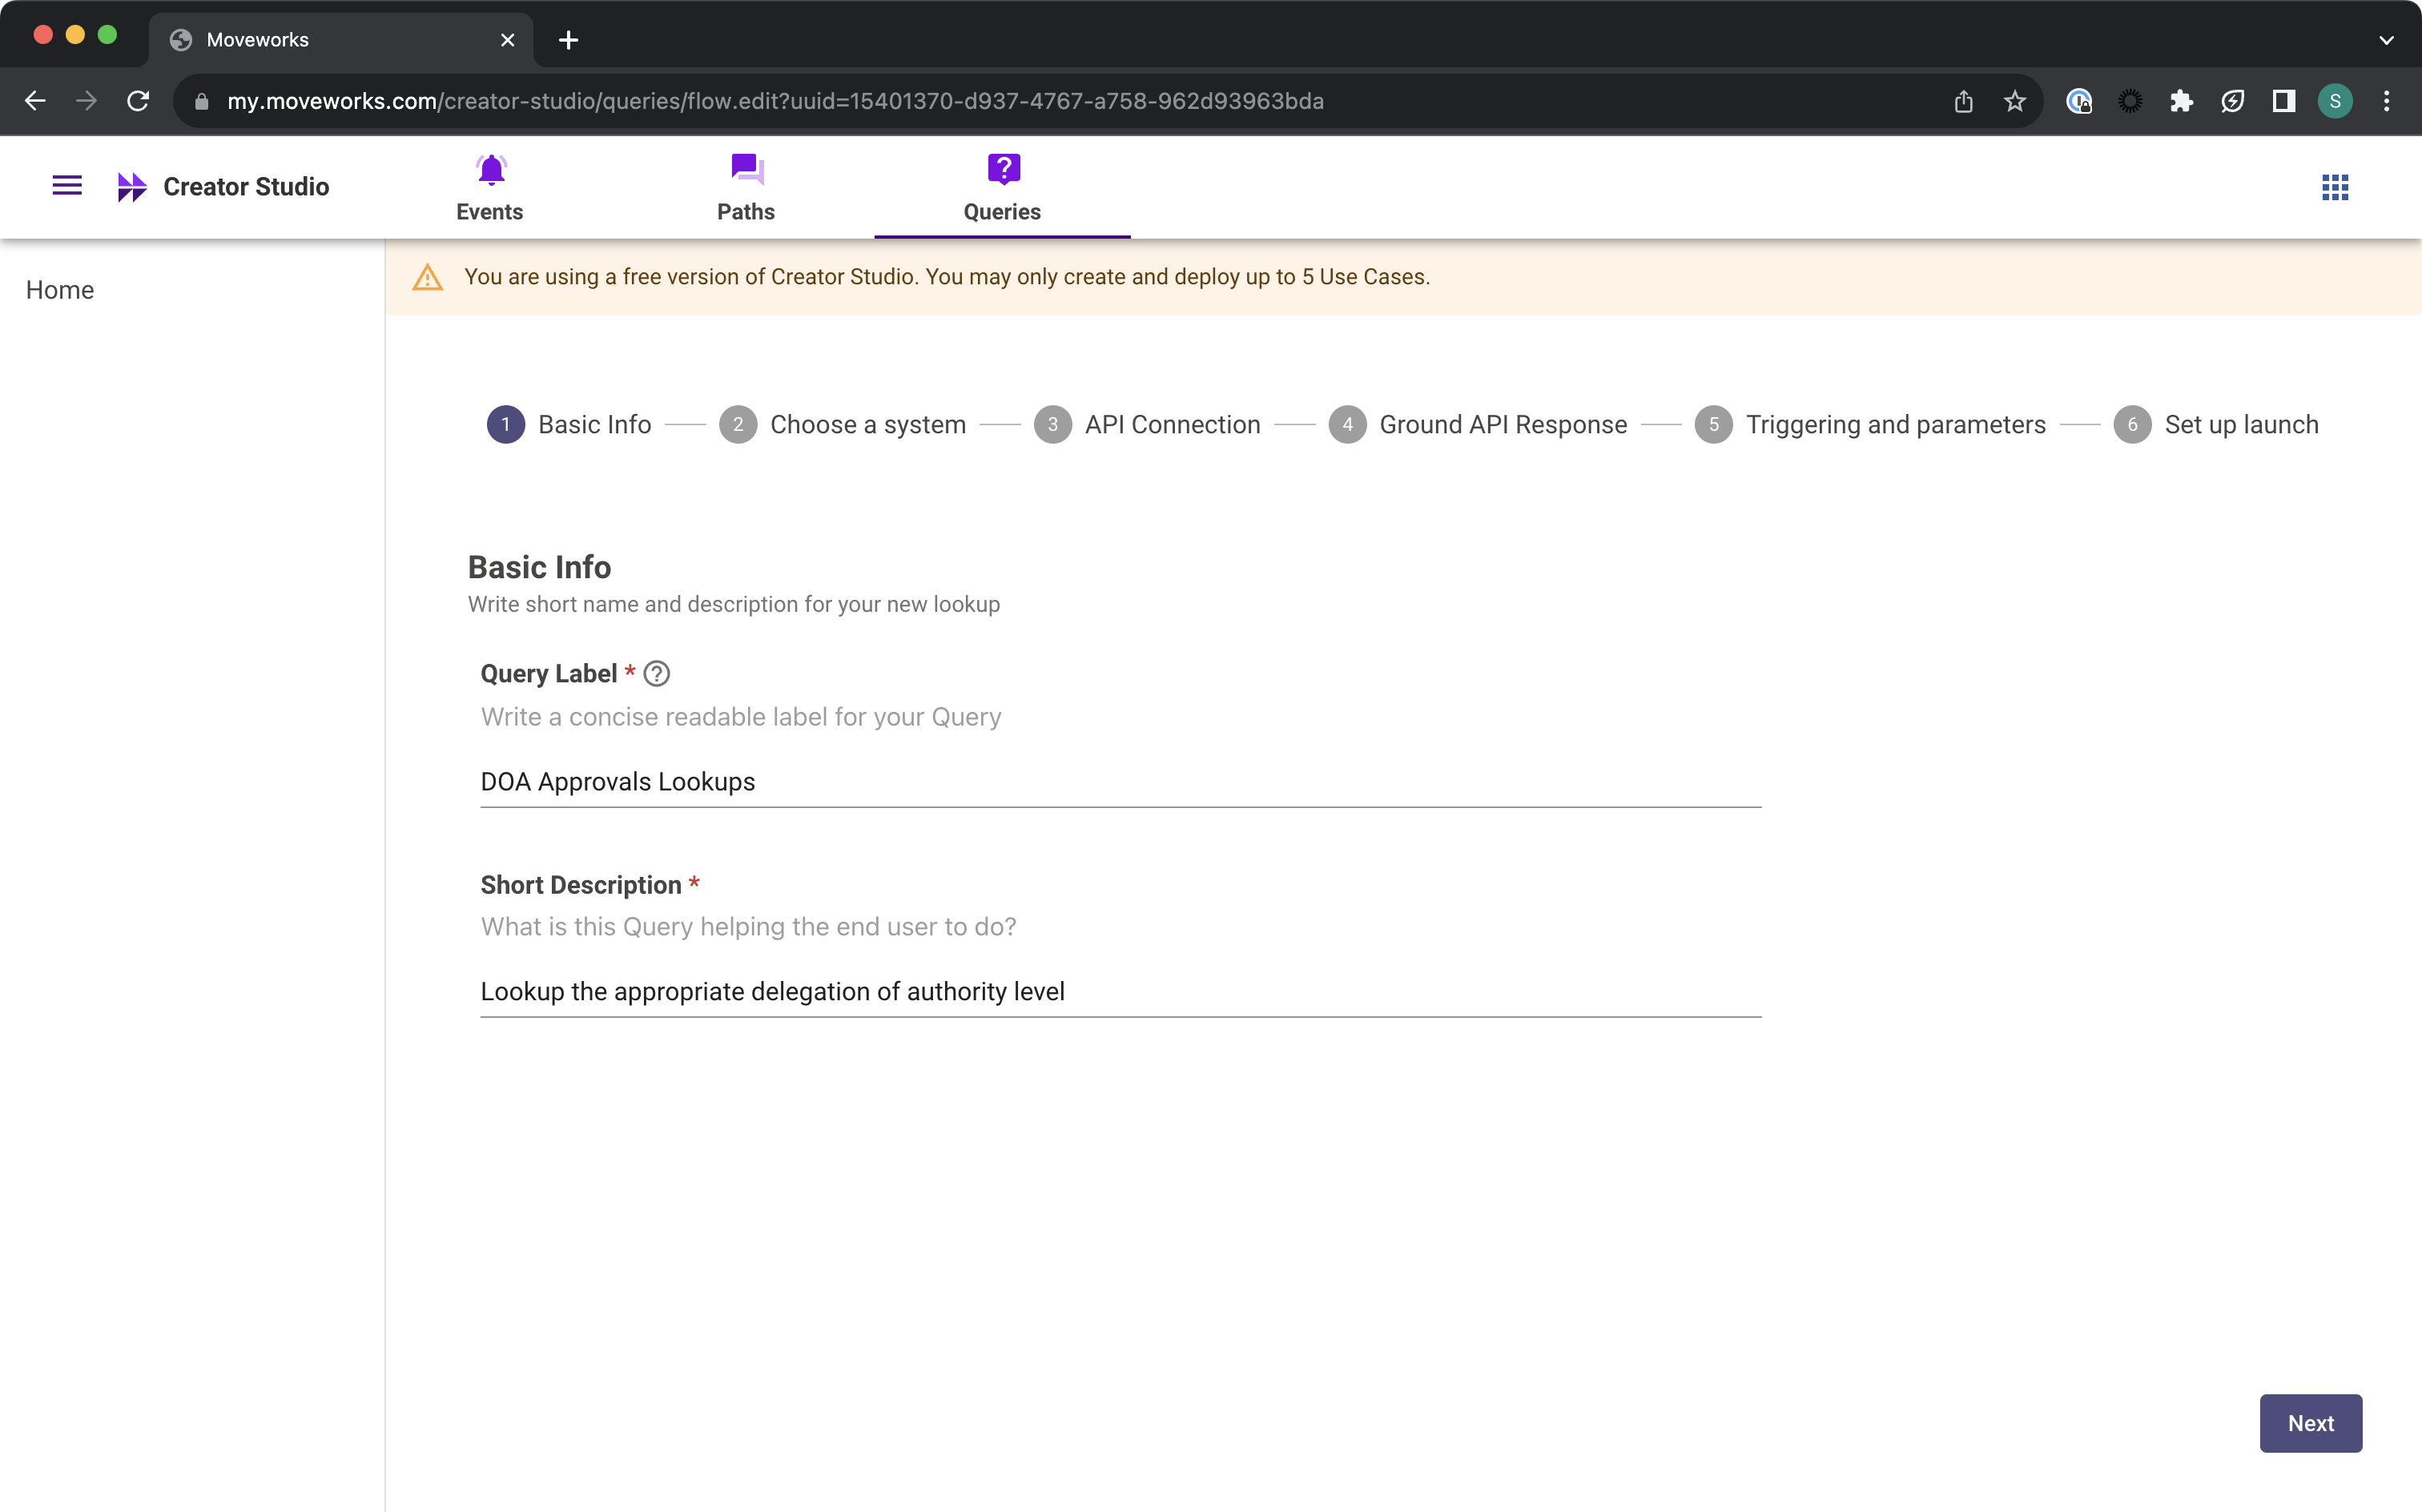 Moveworks
my.moveworks.com/creator-studio/queries/flow.edit?uuid=15401370-d937-4767-a758-962d93963bda
S
Creator Studio
Events
Paths
Queries
Home
You are using a free version of Creator Studio. You may only create and deploy up to 5 Use Cases.
1 Basic Info 2 Choose a system 3 API Connection 4 Ground API Response 5 Triggering and parameters 6 Set up launch
Basic Info
Write short name and description for your new lookup
Query Label *
Write a concise readable label for your Query
DOA Approvals Lookups
Short Description *
What is this Query helping the end user to do?
Lookup the appropriate delegation of authority level
Next